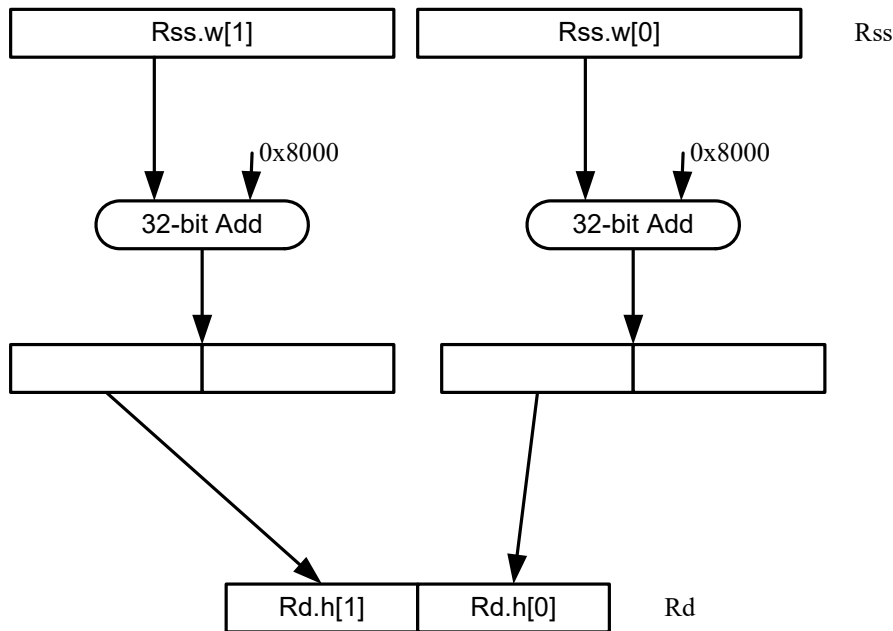 Rss.w[1] Rss.w[0] Rss
0x8000 0x8000
32-bit Add 32-bit Add
Rd.h[1] Rd.h[0] Rd